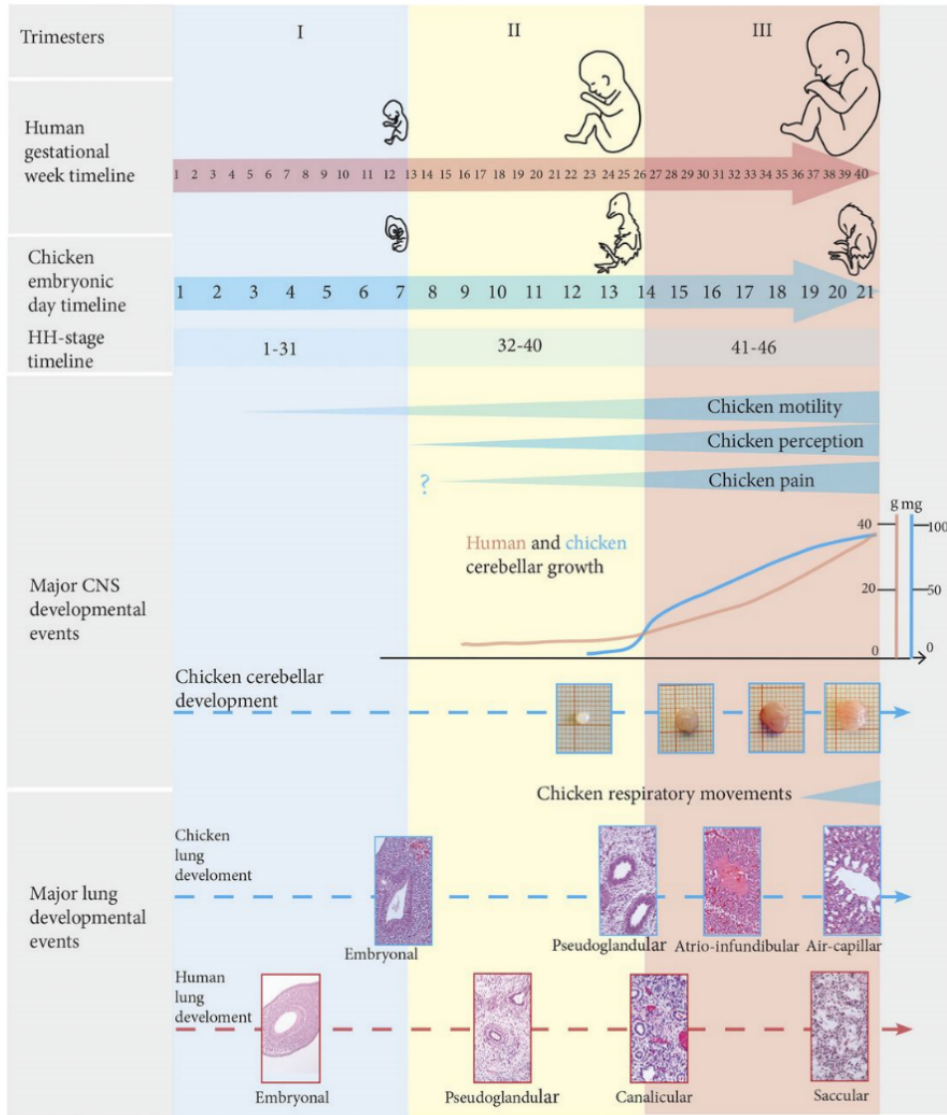 Trimesters
I
II
III
Human
gestational
week timeline
1 2 3 4 5 6 7 8 9 10 11 12 13 14 15 16 17 18 19 20 21 22 23 24 25 26 27 28 29 30 31 32 33 34 35 36 37 38 39 40
Chicken
embryonic
day timeline
1 2 3 4 5 6 7 8 9 10 11 12 13 14 15 16 17 18 19 20 21
HH-stage
timeline
1-31
32-40
41-46
Major CNS
developmental
events
Chicken motility
Chicken perception
?
Chicken pain
g mg
40
100
20
50
0
0
Human and chicken
cerebellar growth
Chicken cerebellar
development
Major lung
developmental
events
Chicken respiratory movements
Chicken
lung
develoment
Embryonal
Pseudoglandular
Atrio-infundibular
Air-capillar
Human
lung
develoment
Embryonal
Pseudoglandular
Canalicular
Saccular